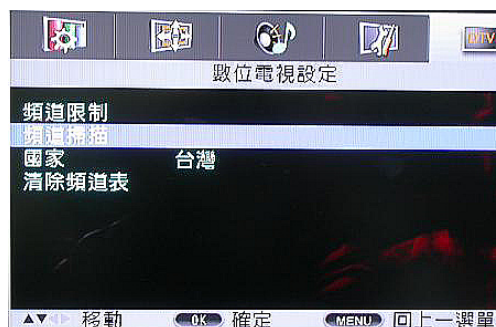 DTV
數位電視設定
頻道限制
頻道掃描
國家 台灣
清除頻道表
▲▼◁▷ 移動 OK 確定 MENU 回上一選單